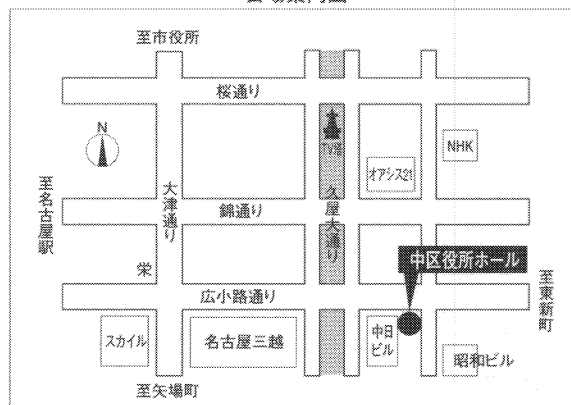 至市役所
桜通り
N
TV塔
NHK
オアシス21
至名古屋駅
大津通り
錦通り
久屋大通り
栄
中区役所ホール
至東新町
広小路通り
スカイル
名古屋三越
中日
ビル
昭和ビル
至矢場町